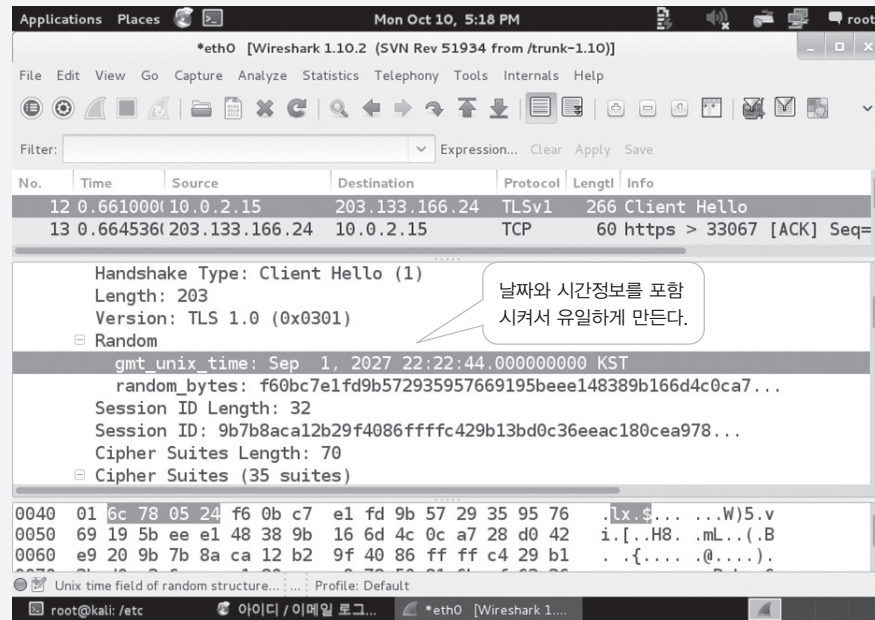 Applications Places Mon Oct 10, 5:18 PM root
*eth0 [Wireshark 1.10.2 (SVN Rev 51934 from /trunk-1.10)]
File Edit View Go Capture Analyze Statistics Telephony Tools Internals Help
Filter: Expression... Clear Apply Save
No. Time Source Destination Protocol Lengtl Info
12 0.661000( 10.0.2.15 203.133.166.24 TLSv1 266 Client Hello
13 0.664536( 203.133.166.24 10.0.2.15 TCP 60 https > 33067 [ACK] Seq=
Handshake Type: Client Hello (1)
Length: 203
Version: TLS 1.0 (0x0301)
Random
gmt_unix_time: Sep 1, 2027 22:22:44.000000000 KST
random_bytes: f60bc7e1fd9b572935957669195beee148389b166d4c0ca7...
Session ID Length: 32
Session ID: 9b7b8aca12b29f4086ffffc429b13bd0c36eeac180cea978...
Cipher Suites Length: 70
Cipher Suites (35 suites)
날짜와 시간정보를 포함
시켜서 유일하게 만든다.
0040 01 6c 78 05 24 f6 0b c7 e1 fd 9b 57 29 35 95 76 .lx.$... ...W)5.v
0050 69 19 5b ee e1 48 38 9b 16 6d 4c 0c a7 28 d0 42 i.[..H8. .mL..(.B
0060 e9 20 9b 7b 8a ca 12 b2 9f 40 86 ff ff c4 29 b1 . .{.... .@....).
Unix time field of random structure... ... Profile: Default
root@kali: /etc 아이디 / 이메일 로그... *eth0 [Wireshark 1....